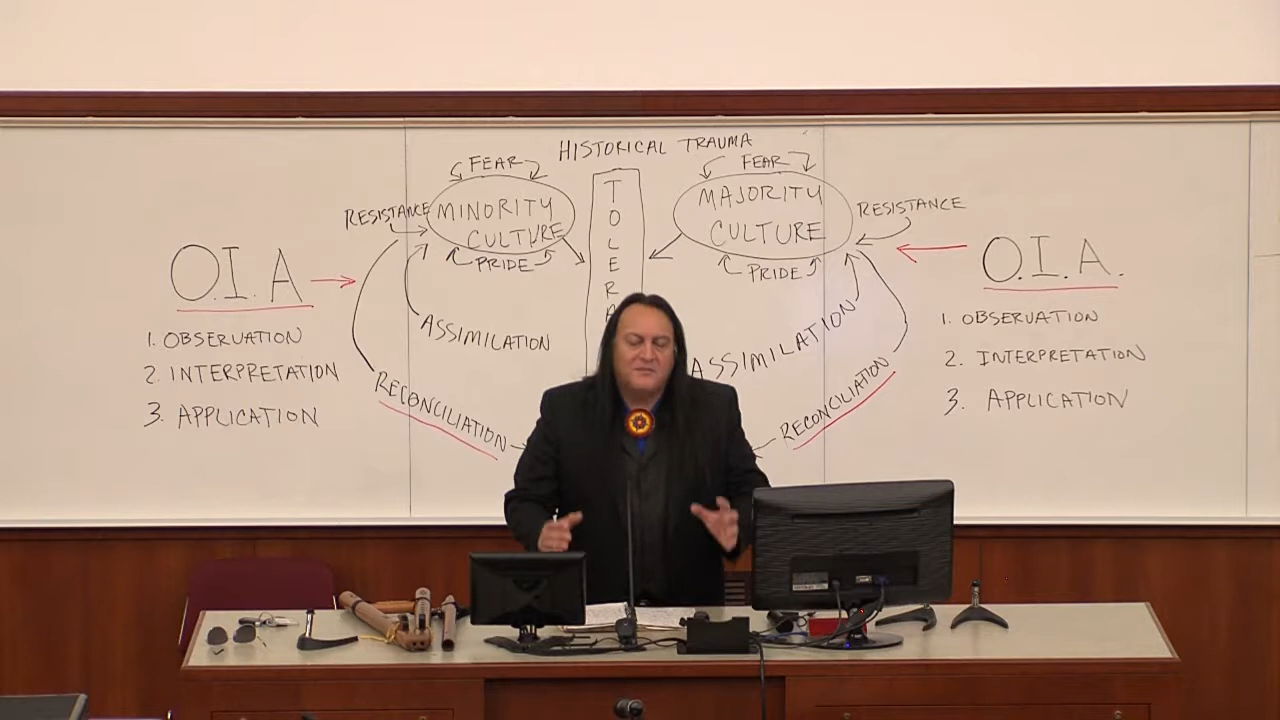 HISTORICAL TRAUMA
FEAR
FEAR
RESISTANCE
MINORITY
CULTURE
PRIDE
T
O
L
E
R
A
MAJORITY
CULTURE
PRIDE
RESISTANCE
O.I.A
1. OBSERVATION
2. INTERPRETATION
3. APPLICATION
ASSIMILATION
RECONCILIATION
ASSIMILATION
RECONCILIATION
O.I.A.
1. OBSERVATION
2. INTERPRETATION
3. APPLICATION